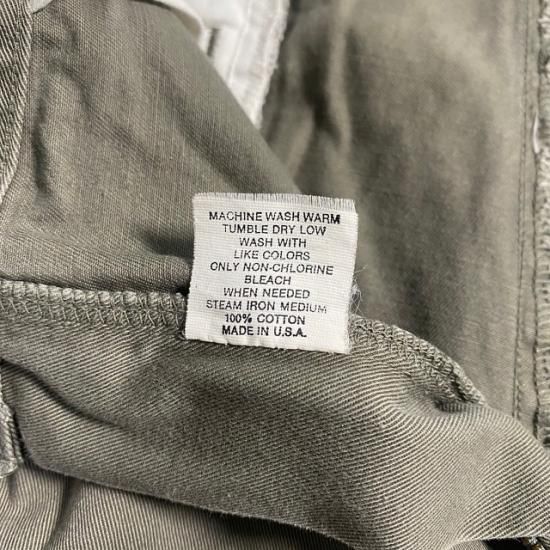 MACHINE WASH WARM
TUMBLE DRY LOW
WASH WITH
LIKE COLORS
ONLY NON-CHLORINE
BLEACH
WHEN NEEDED
STEAM IRON MEDIUM
100% COTTON
MADE IN U.S.A.